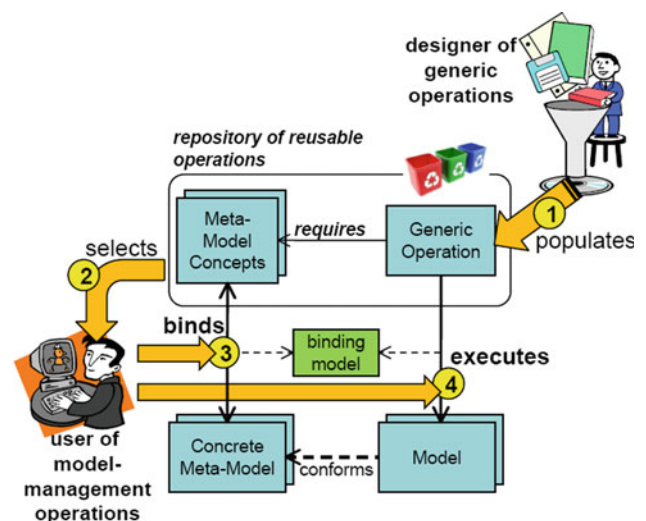 designer of
generic
operations
repository of reusable
operations
1
populates
Meta-
Model
Concepts
requires
Generic
Operation
selects
2
binds
3
binding
model
executes
4
user of
model-
management
operations
Concrete
Meta-Model
conforms
Model